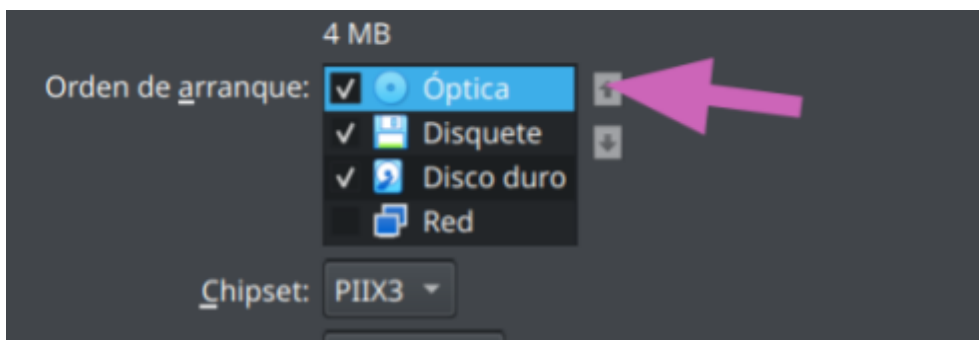 4 MB
Orden de arranque:
Óptica
Disquete
Disco duro
Red
Chipset: PIIX3